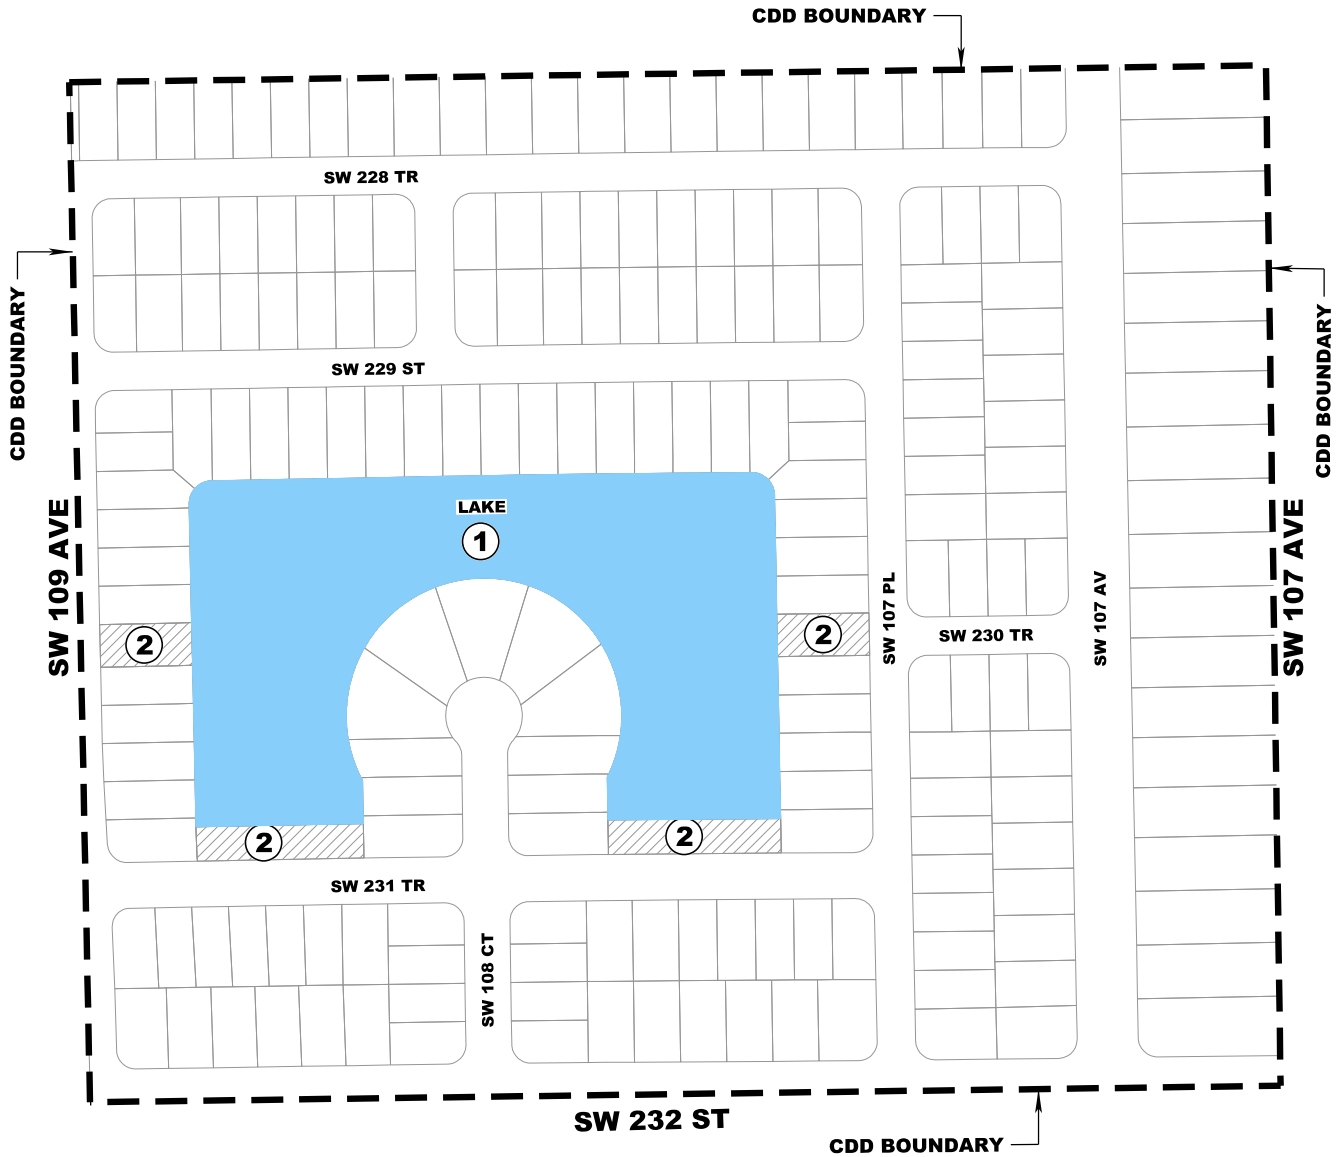 CDD BOUNDARY
SW 228 TR
CDD BOUNDARY
CDD BOUNDARY
SW 229 ST
LAKE
1
SW 109 AVE
SW 107 PL
SW 107 AV
SW 107 AVE
2
2
SW 230 TR
2
2
SW 231 TR
SW 108 CT
SW 232 ST
CDD BOUNDARY